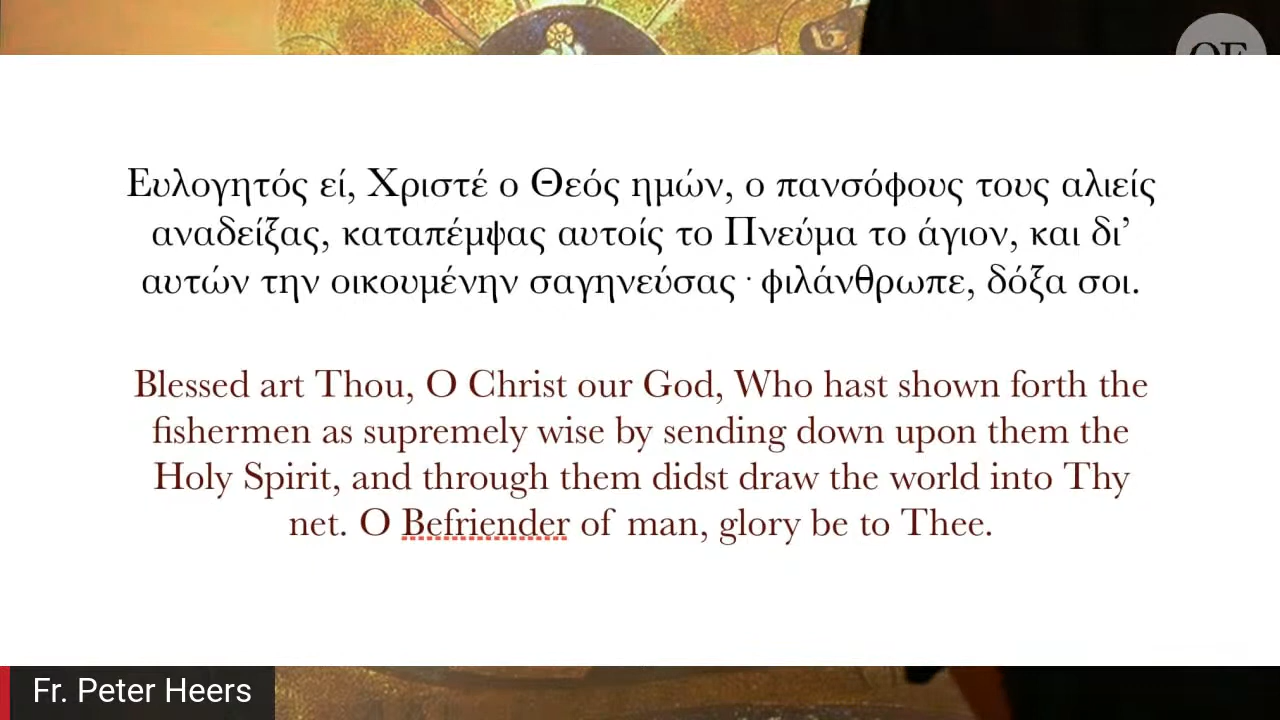 Ευλογητός εί, Χριστέ ο Θεός ημών, ο πανσόφους τους αλιείς
αναδείξας, καταπέμψας αυτοίς το Πνεύμα το άγιον, και δι’
αυτών την οικουμένην σαγηνεύσας · φιλάνθρωπε, δόξα σοι.
Blessed art Thou, O Christ our God, Who hast shown forth the
fishermen as supremely wise by sending down upon them the
Holy Spirit, and through them didst draw the world into Thy
net. O Befriender of man, glory be to Thee.
Fr. Peter Heers